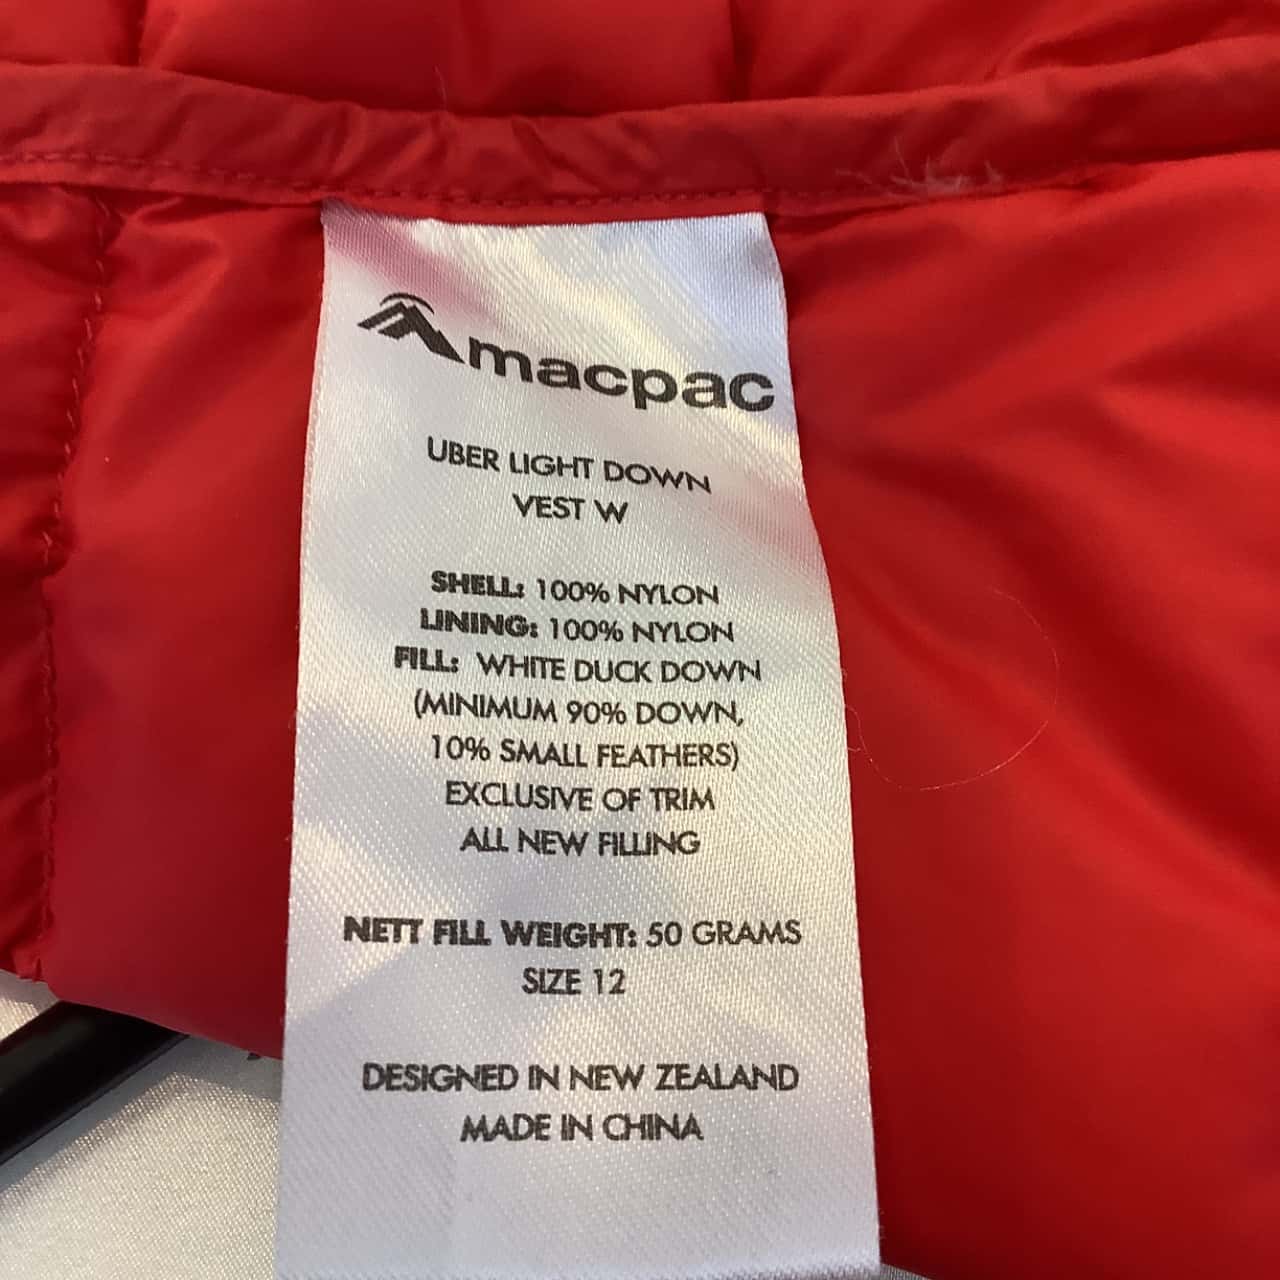 macpac
UBER LIGHT DOWN
VEST W
SHELL: 100% NYLON
LINING: 100% NYLON
FILL: WHITE DUCK DOWN
(MINIMUM 90% DOWN,
10% SMALL FEATHERS)
EXCLUSIVE OF TRIM
ALL NEW FILLING
NETT FILL WEIGHT: 50 GRAMS
SIZE 12
DESIGNED IN NEW ZEALAND
MADE IN CHINA